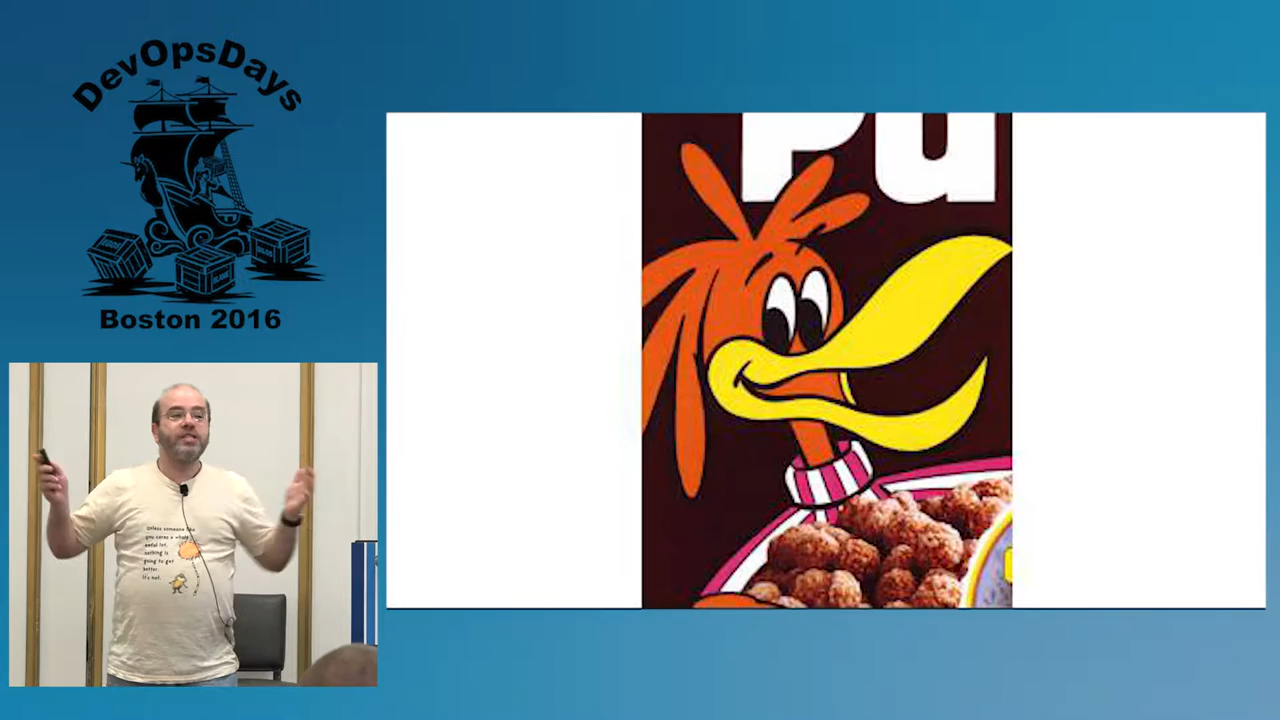 DevOpsDays
Boston 2016
Pu
Unless someone like
you cares a whole
awful lot,
nothing is
going to get
better.
It's not.